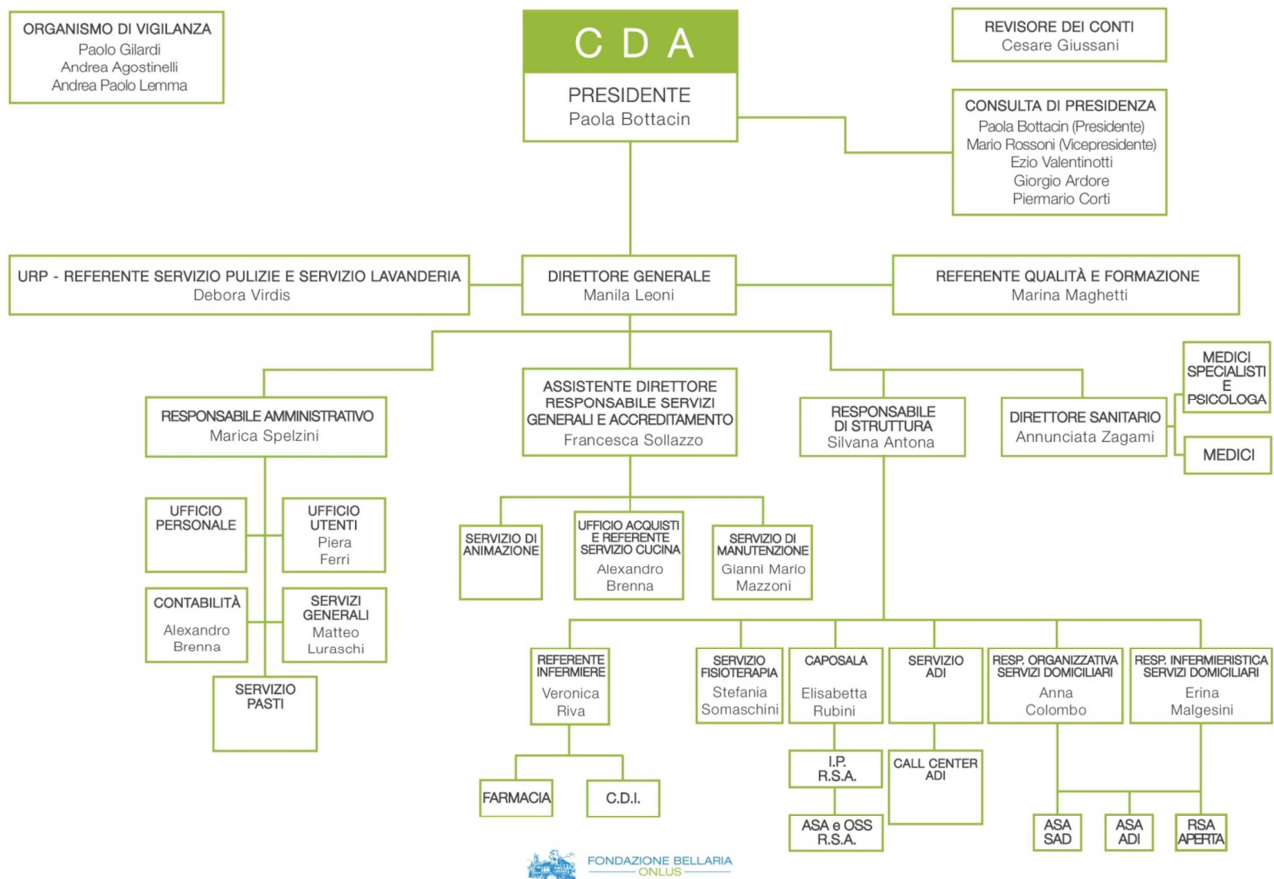 ORGANISMO DI VIGILANZA
Paolo Gilardi
Andrea Agostinelli
Andrea Paolo Lemma
C D A
PRESIDENTE
Paola Bottacin
REVISORE DEI CONTI
Cesare Giussani
CONSULTA DI PRESIDENZA
Paola Bottacin (Presidente)
Mario Rossoni (Vicepresidente)
Ezio Valentinotti
Giorgio Ardore
Piermario Corti
URP - REFERENTE SERVIZIO PULIZIE E SERVIZIO LAVANDERIA
Debora Virdis
DIRETTORE GENERALE
Manila Leoni
REFERENTE QUALITÀ E FORMAZIONE
Marina Maghetti
RESPONSABILE AMMINISTRATIVO
Marica Spelzini
ASSISTENTE DIRETTORE
RESPONSABILE SERVIZI
GENERALI E ACCREDITAMENTO
Francesca Sollazzo
RESPONSABILE
DI STRUTTURA
Silvana Antona
DIRETTORE SANITARIO
Annunciata Zagami
MEDICI
SPECIALISTI
E
PSICOLOGA
MEDICI
UFFICIO
PERSONALE
UFFICIO
UTENTI
Piera
Ferri
CONTABILITÀ
Alexandro
Brenna
SERVIZI
GENERALI
Matteo
Luraschi
SERVIZIO
PASTI
SERVIZIO DI
ANIMAZIONE
UFFICIO ACQUISTI
E REFERENTE
SERVIZIO CUCINA
Alexandro
Brenna
SERVIZIO DI
MANUTENZIONE
Gianni Mario
Mazzoni
REFERENTE
INFERMIERE
Veronica
Riva
SERVIZIO
FISIOTERAPIA
Stefania
Somaschini
CAPOSALA
Elisabetta
Rubini
SERVIZIO
ADI
RESP. ORGANIZZATIVA
SERVIZI DOMICILIARI
Anna
Colombo
RESP. INFERMIERISTICA
SERVIZI DOMICILIARI
Erina
Malgesini
FARMACIA
C.D.I.
I.P.
R.S.A.
ASA e OSS
R.S.A.
CALL CENTER
ADI
ASA
SAD
ASA
ADI
RSA
APERTA
FONDAZIONE BELLARIA
ONLUS